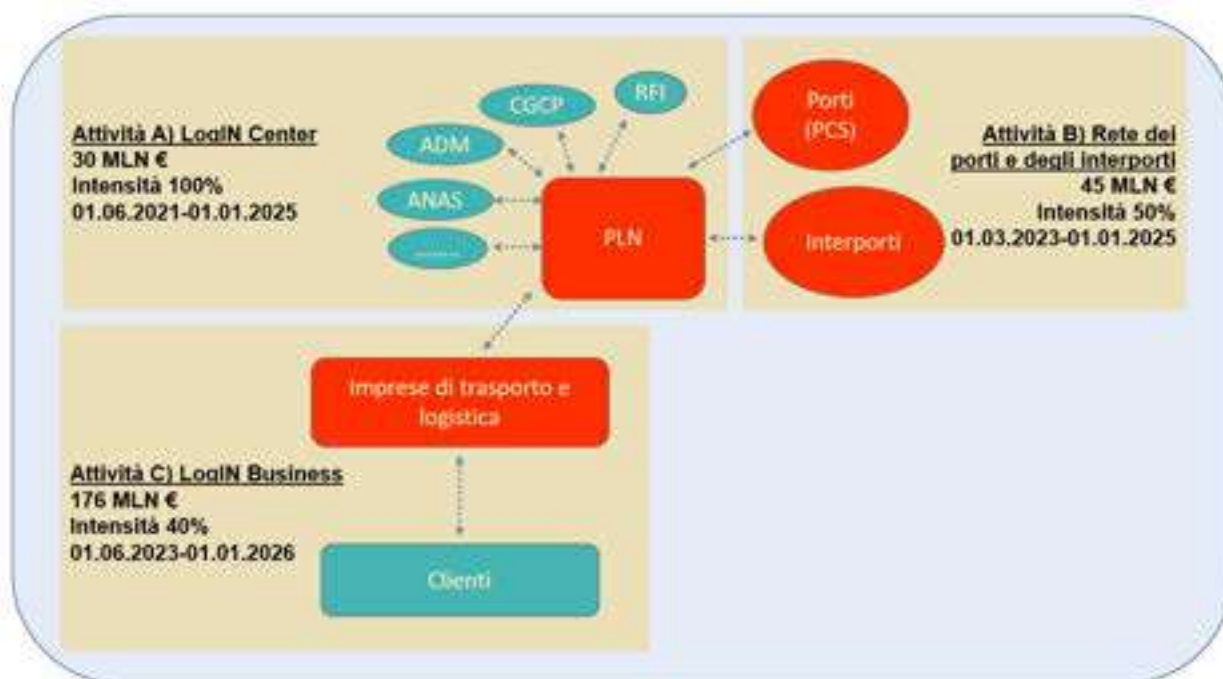 Attività A) LogIN Center
30 MLN €
Intensità 100%
01.06.2021-01.01.2025
CGCP
RFI
ADM
ANAS
.........
PLN
Porti
(PCS)
Interporti
Attività B) Rete dei
porti e degli interporti
45 MLN €
Intensità 50%
01.03.2023-01.01.2025
Imprese di trasporto e
logistica
Attività C) LogIN Business
176 MLN €
Intensità 40%
01.06.2023-01.01.2026
Clienti